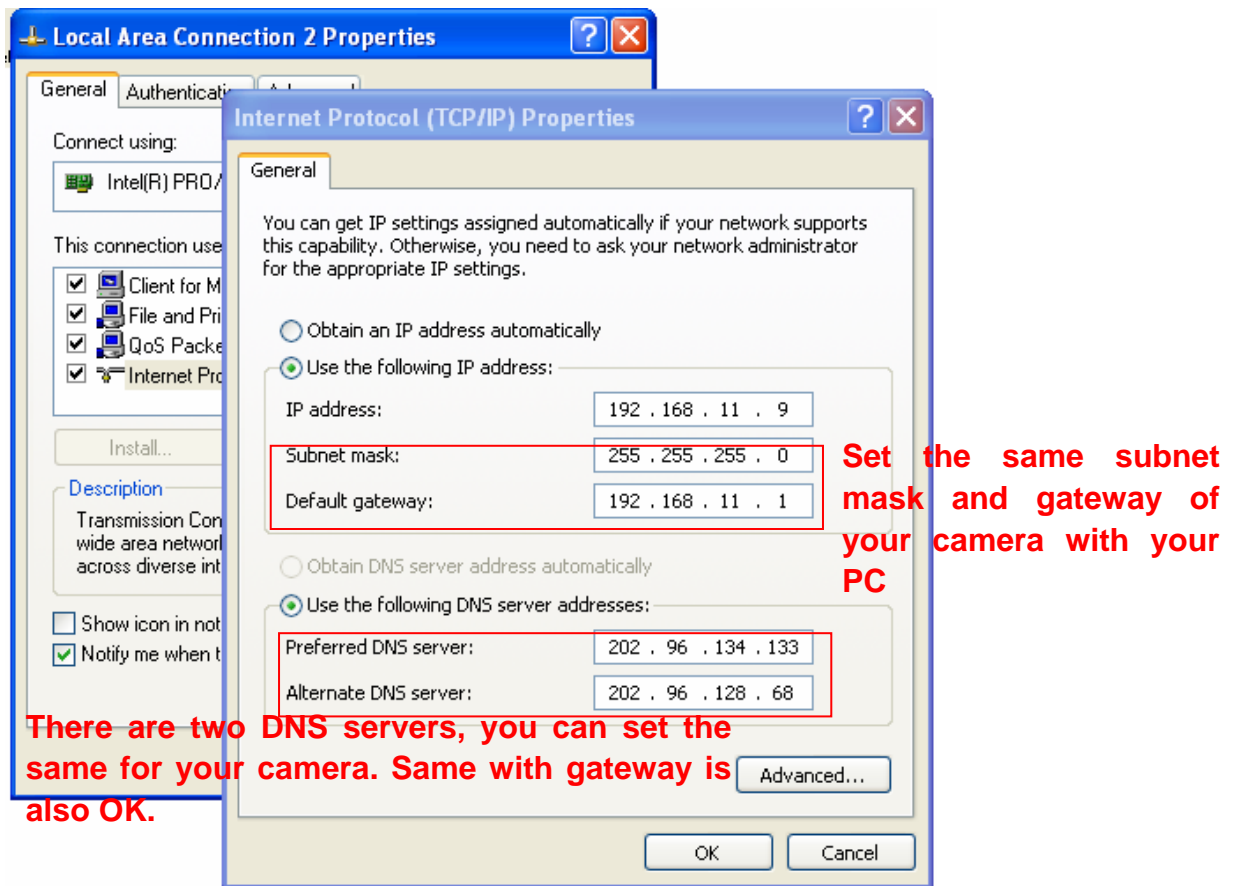 Local Area Connection 2 Properties
General Authentication Advanced
Connect using:
Intel(R) PRO/
This connection use
Client for M
File and Pri
QoS Packe
Internet Pro
Install...
Description
Transmission Con
wide area network
across diverse int
Show icon in not
Notify me when t
Internet Protocol (TCP/IP) Properties
General
You can get IP settings assigned automatically if your network supports
this capability. Otherwise, you need to ask your network administrator
for the appropriate IP settings.
Obtain an IP address automatically
Use the following IP address:
IP address: 192 . 168 . 11 . 9
Subnet mask: 255 . 255 . 255 . 0
Default gateway: 192 . 168 . 11 . 1
Obtain DNS server address automatically
Use the following DNS server addresses:
Preferred DNS server: 202 . 96 . 134 . 133
Alternate DNS server: 202 . 96 . 128 . 68
Advanced...
OK Cancel
Set the same subnet
mask and gateway of
your camera with your
PC
There are two DNS servers, you can set the
same for your camera. Same with gateway is
also OK.